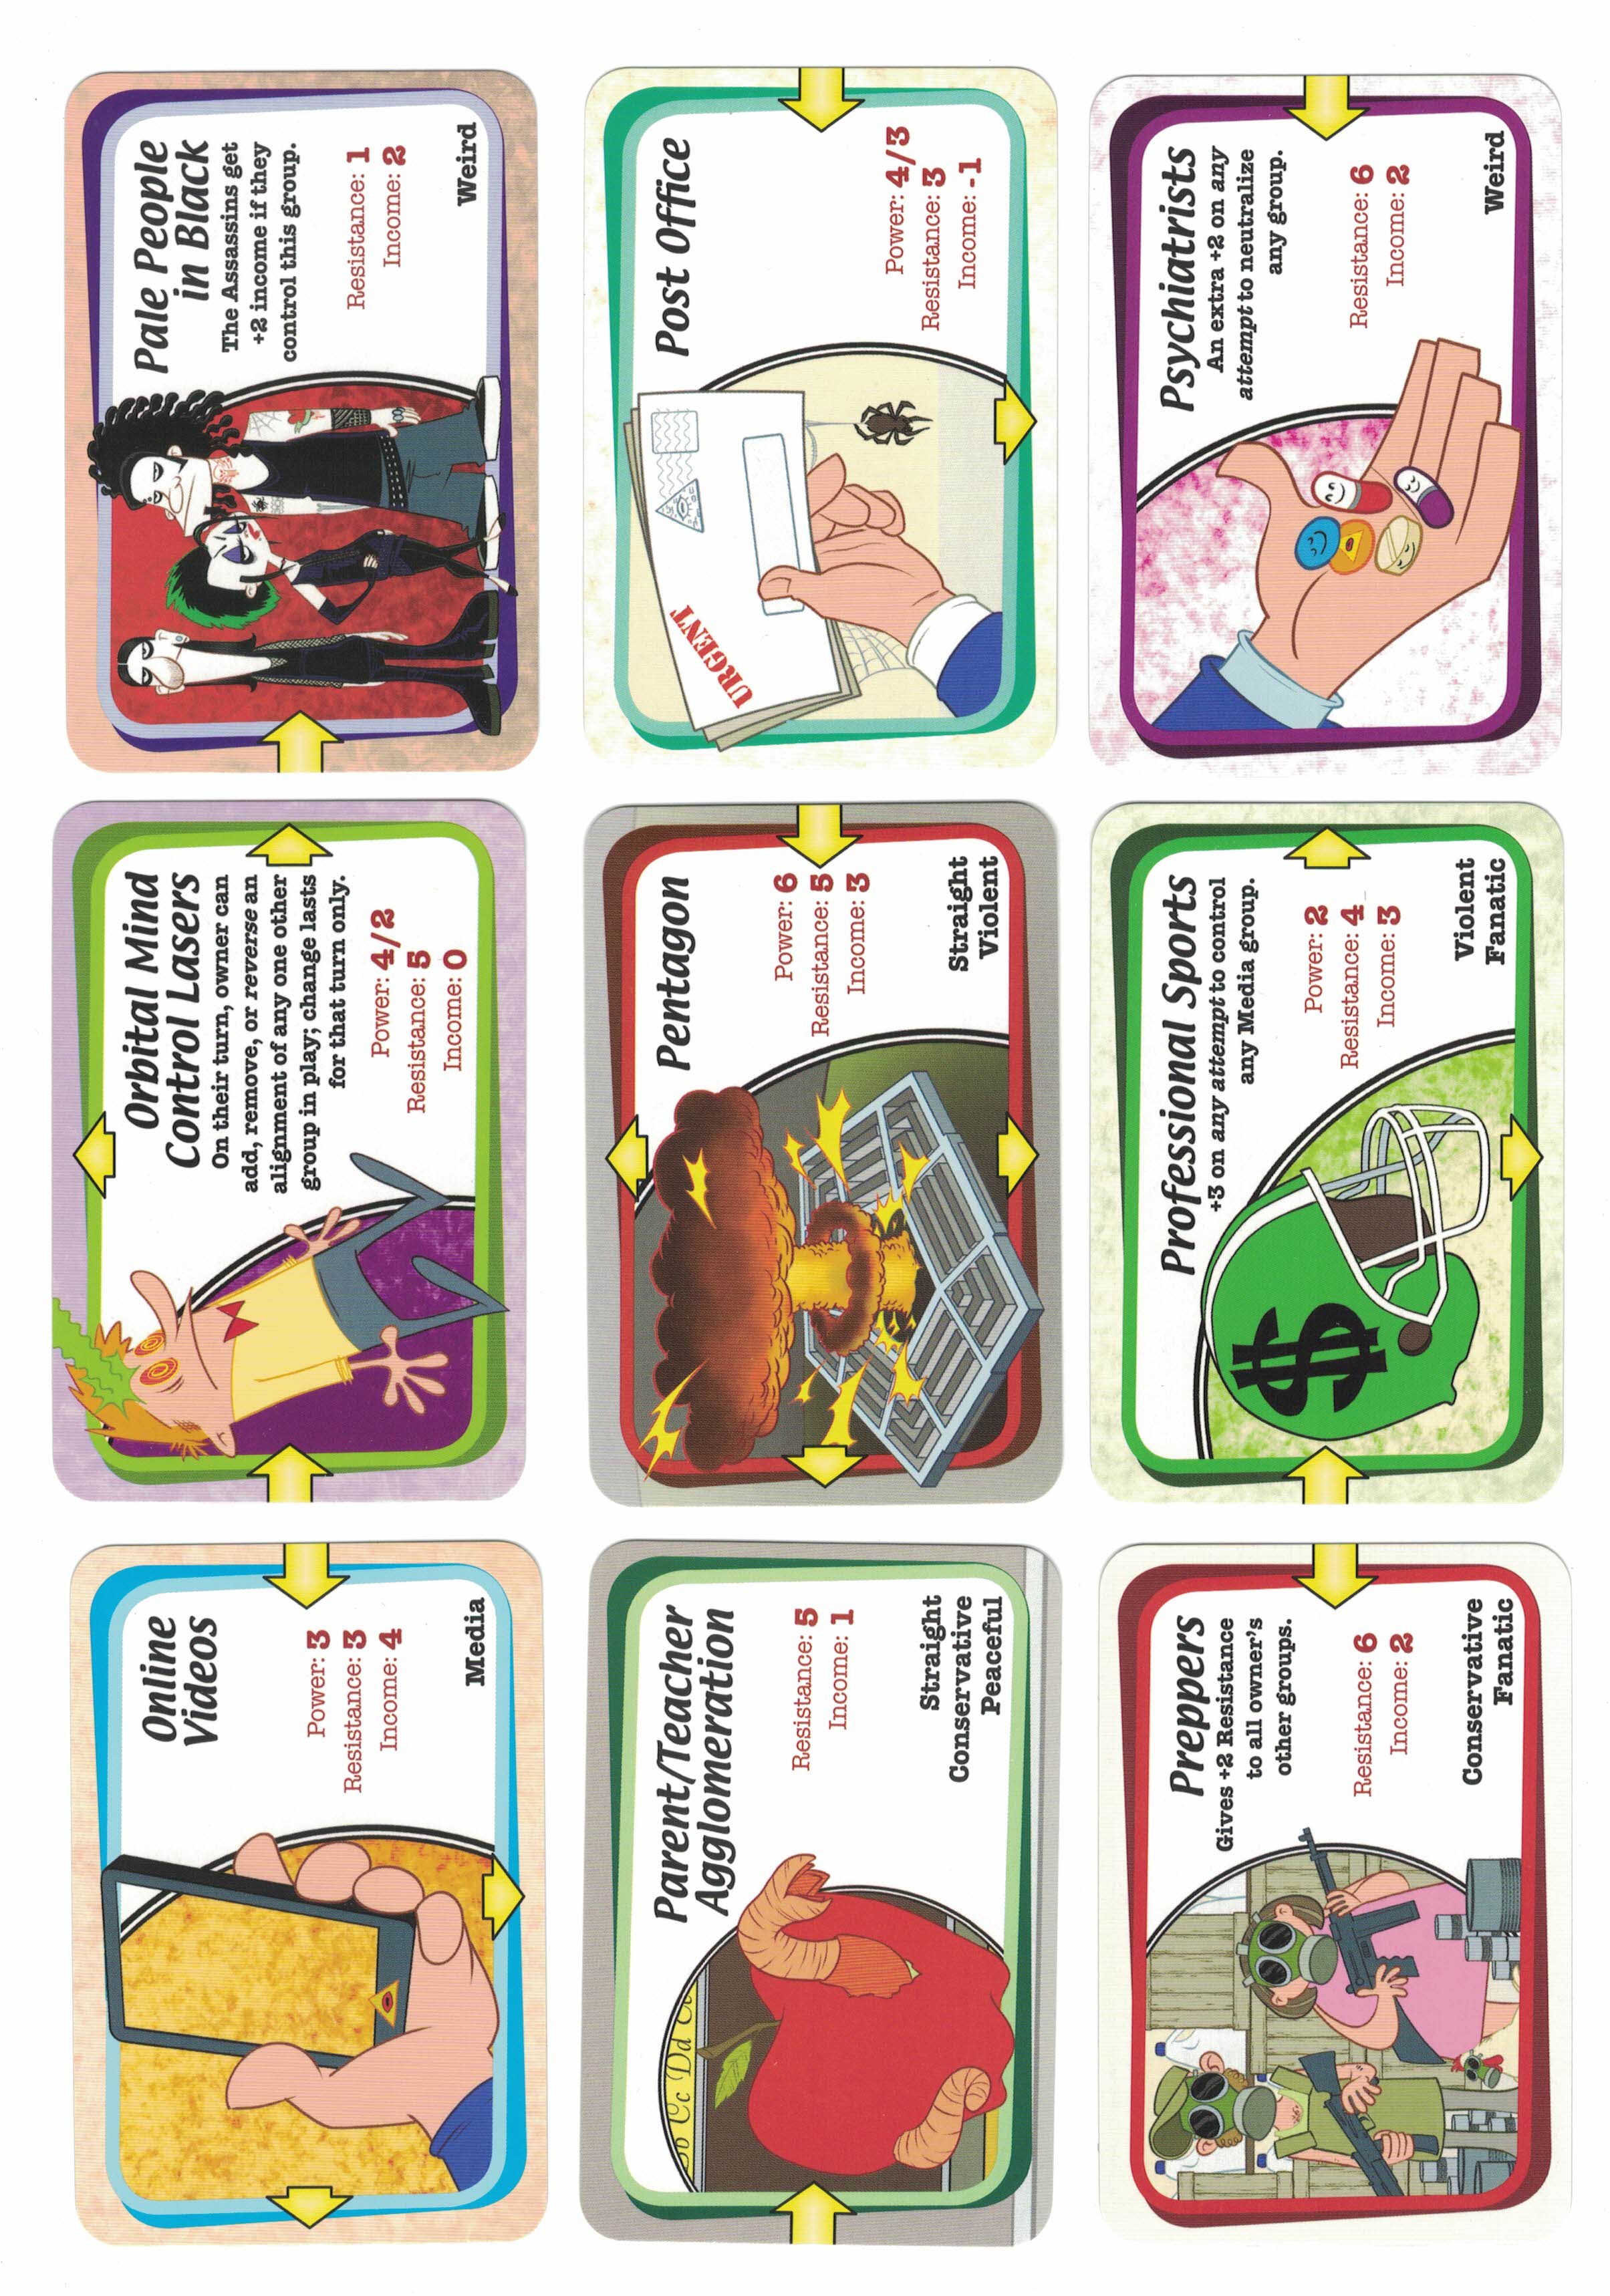 Online
Videos
Power: 3
Resistance: 3
Income: 4
Media
Orbital Mind
Control Lasers
On their turn, owner can
add, remove, or reverse an
alignment of any one other
group in play; change lasts
for that turn only.
Power: 4/2
Resistance: 5
Income: 0
Pale People
in Black
The Assassins get
+2 income if they
control this group.
Resistance: 1
Income: 2
Weird
Bb Cc Dd
Parent/Teacher
Agglomeration
Resistance: 5
Income: 1
Straight
Conservative
Peaceful
Pentagon
Power: 6
Resistance: 5
Income: 3
Straight
Violent
URGENT
Post Office
Power: 4/3
Resistance: 3
Income: -1
Preppers
Gives +2 Resistance
to all owner's
other groups.
Resistance: 6
Income: 2
Conservative
Fanatic
Professional Sports
+3 on any attempt to control
any Media group.
$
Power: 2
Resistance: 4
Income: 3
Violent
Fanatic
Psychiatrists
An extra +2 on any
attempt to neutralize
any group.
Resistance: 6
Income: 2
Weird